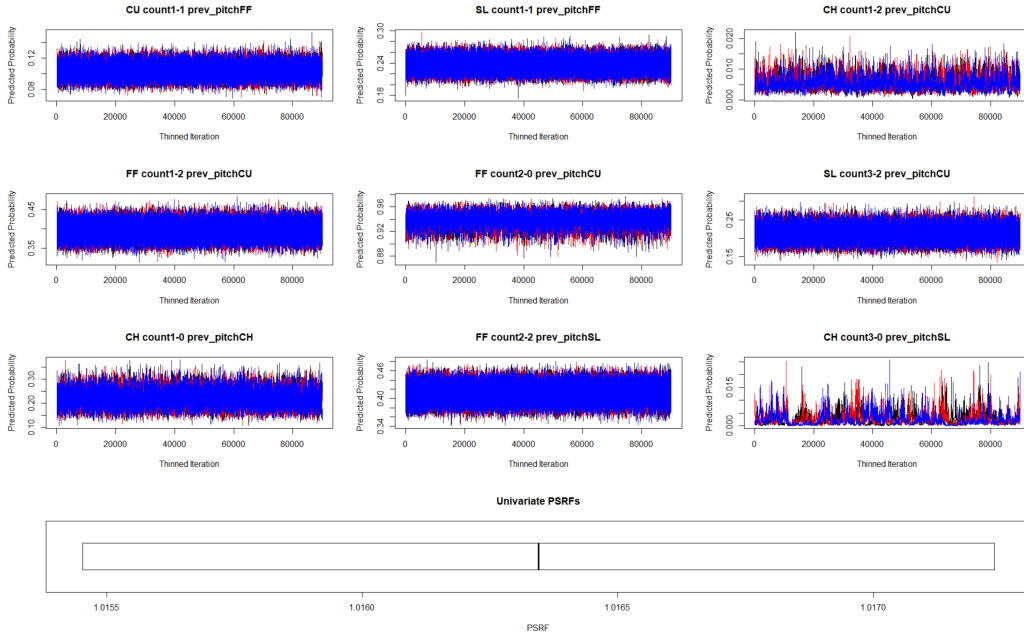 CU count1-1 prev_pitchFF
SL count1-1 prev_pitchFF
CH count1-2 prev_pitchCU
Predicted Probability
0.08 0.12
0 20000 40000 60000 80000
Thinned Iteration
Predicted Probability
0.18 0.24 0.30
0 20000 40000 60000 80000
Thinned Iteration
Predicted Probability
0.000 0.010 0.020
0 20000 40000 60000 80000
Thinned Iteration
FF count1-2 prev_pitchCU
FF count2-0 prev_pitchCU
SL count3-2 prev_pitchCU
Predicted Probability
0.35 0.45
0 20000 40000 60000 80000
Thinned Iteration
Predicted Probability
0.88 0.92 0.96
0 20000 40000 60000 80000
Thinned Iteration
Predicted Probability
0.15 0.25
0 20000 40000 60000 80000
Thinned Iteration
CH count1-0 prev_pitchCH
FF count2-2 prev_pitchSL
CH count3-0 prev_pitchSL
Predicted Probability
0.10 0.20 0.30
0 20000 40000 60000 80000
Thinned Iteration
Predicted Probability
0.34 0.40 0.46
0 20000 40000 60000 80000
Thinned Iteration
Predicted Probability
0.000 0.015
0 20000 40000 60000 80000
Thinned Iteration
Univariate PSRFs
1.0155 1.0160 1.0165 1.0170
PSRF